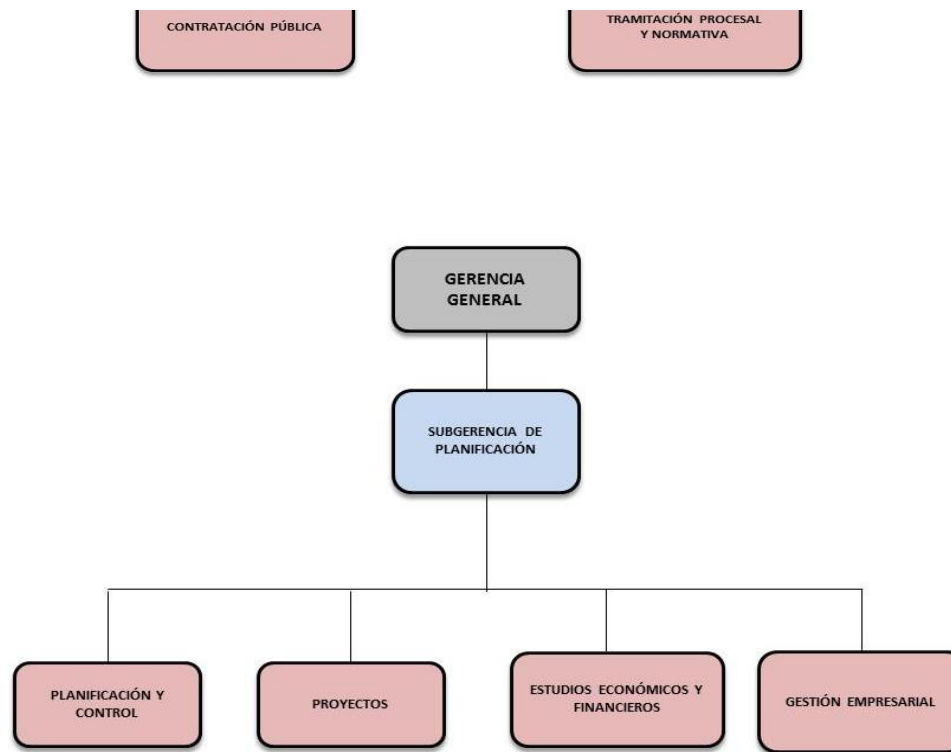 CONTRATACIÓN PÚBLICA
TRAMITACIÓN PROCESAL
Y NORMATIVA
GERENCIA
GENERAL
SUBGERENCIA DE
PLANIFICACIÓN
PLANIFICACIÓN Y
CONTROL
PROYECTOS
ESTUDIOS ECONÓMICOS Y
FINANCIEROS
GESTIÓN EMPRESARIAL